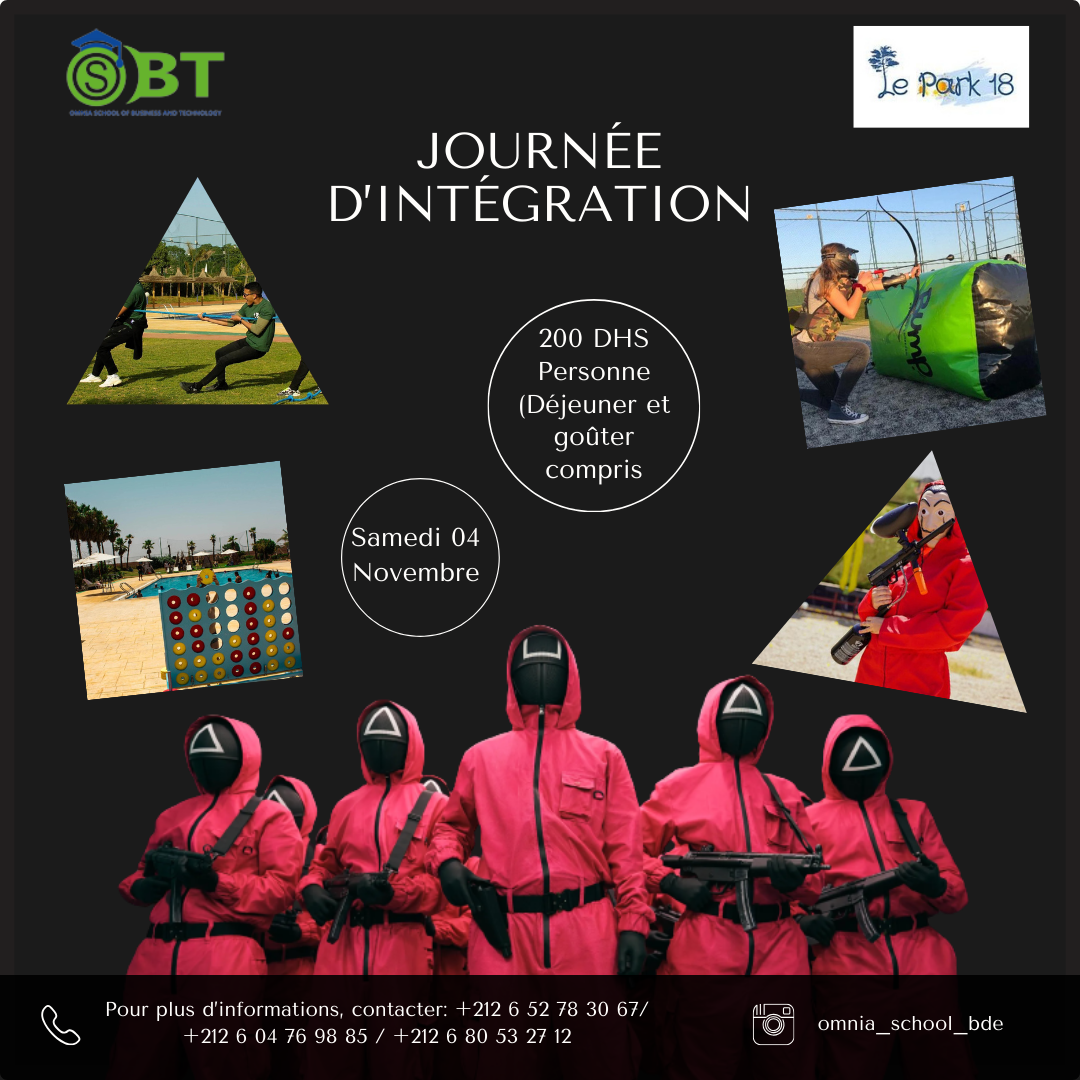 SBT
OMNIA SCHOOL OF BUSINESS AND TECHNOLOGY
Le Park 18
JOURNÉE
D'INTÉGRATION
200 DHS
Personne
(Déjeuner et
goûter
compris
Samedi 04
Novembre
Pour plus d'informations, contacter: +212 6 52 78 30 67/
+212 6 04 76 98 85 / +212 6 80 53 27 12
omnia_school_bde